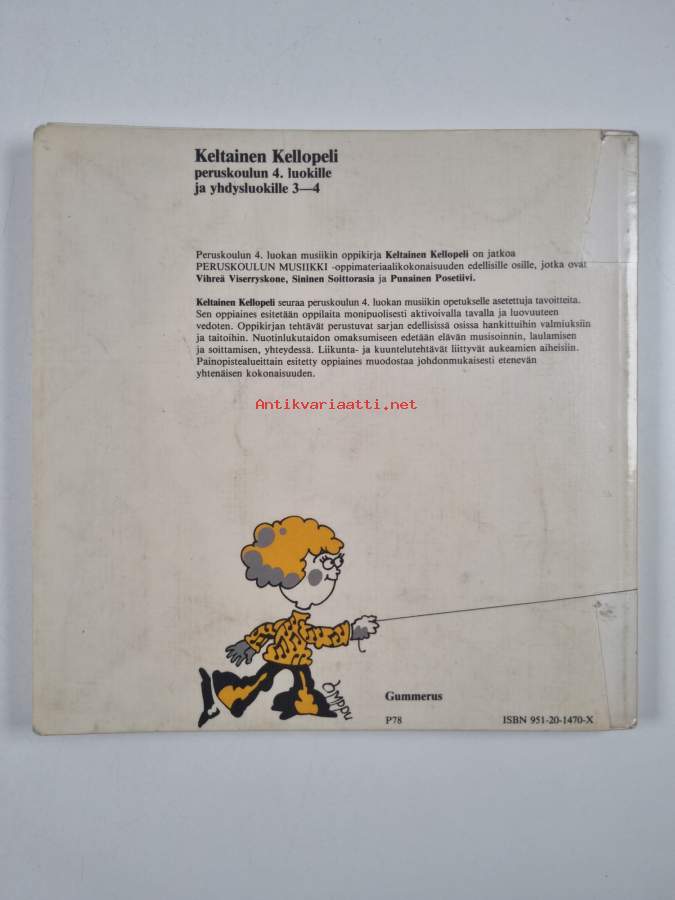 Keltainen Kellopeli
peruskoulun 4. luokille
ja yhdysluokille 3—4
Peruskoulun 4. luokan musiikin oppikirja Keltainen Kellopeli on jatkoa
PERUSKOULUN MUSIIKKI -oppimateriaalikokonaisuuden edellisille osille, jotka ovat
Vihreä Viserryskone, Sininen Soittorasia ja Punainen Posetiivi.
Keltainen Kellopeli seuraa peruskoulun 4. luokan musiikin opetukselle asetettuja tavoitteita.
Sen oppiaines esitetään oppilaita monipuolisesti aktivoivalla tavalla ja luovuuteen
vedoten. Oppikirjan tehtävät perustuvat sarjan edellisissä osissa hankittuihin valmiuksiin
ja taitoihin. Nuotinlukutaidon omaksumiseen edetään elävän musisoinnin, laulamisen
ja soittamisen, yhteydessä. Liikunta- ja kuuntelutehtävät liittyvät aukeamien aiheisiin.
Painopistealueittain esitetty oppiaines muodostaa johdonmukaisesti etenevän
yhtenäisen kokonaisuuden.
Antikvariaatti.net
Gummerus
P78 ISBN 951-20-1470-X